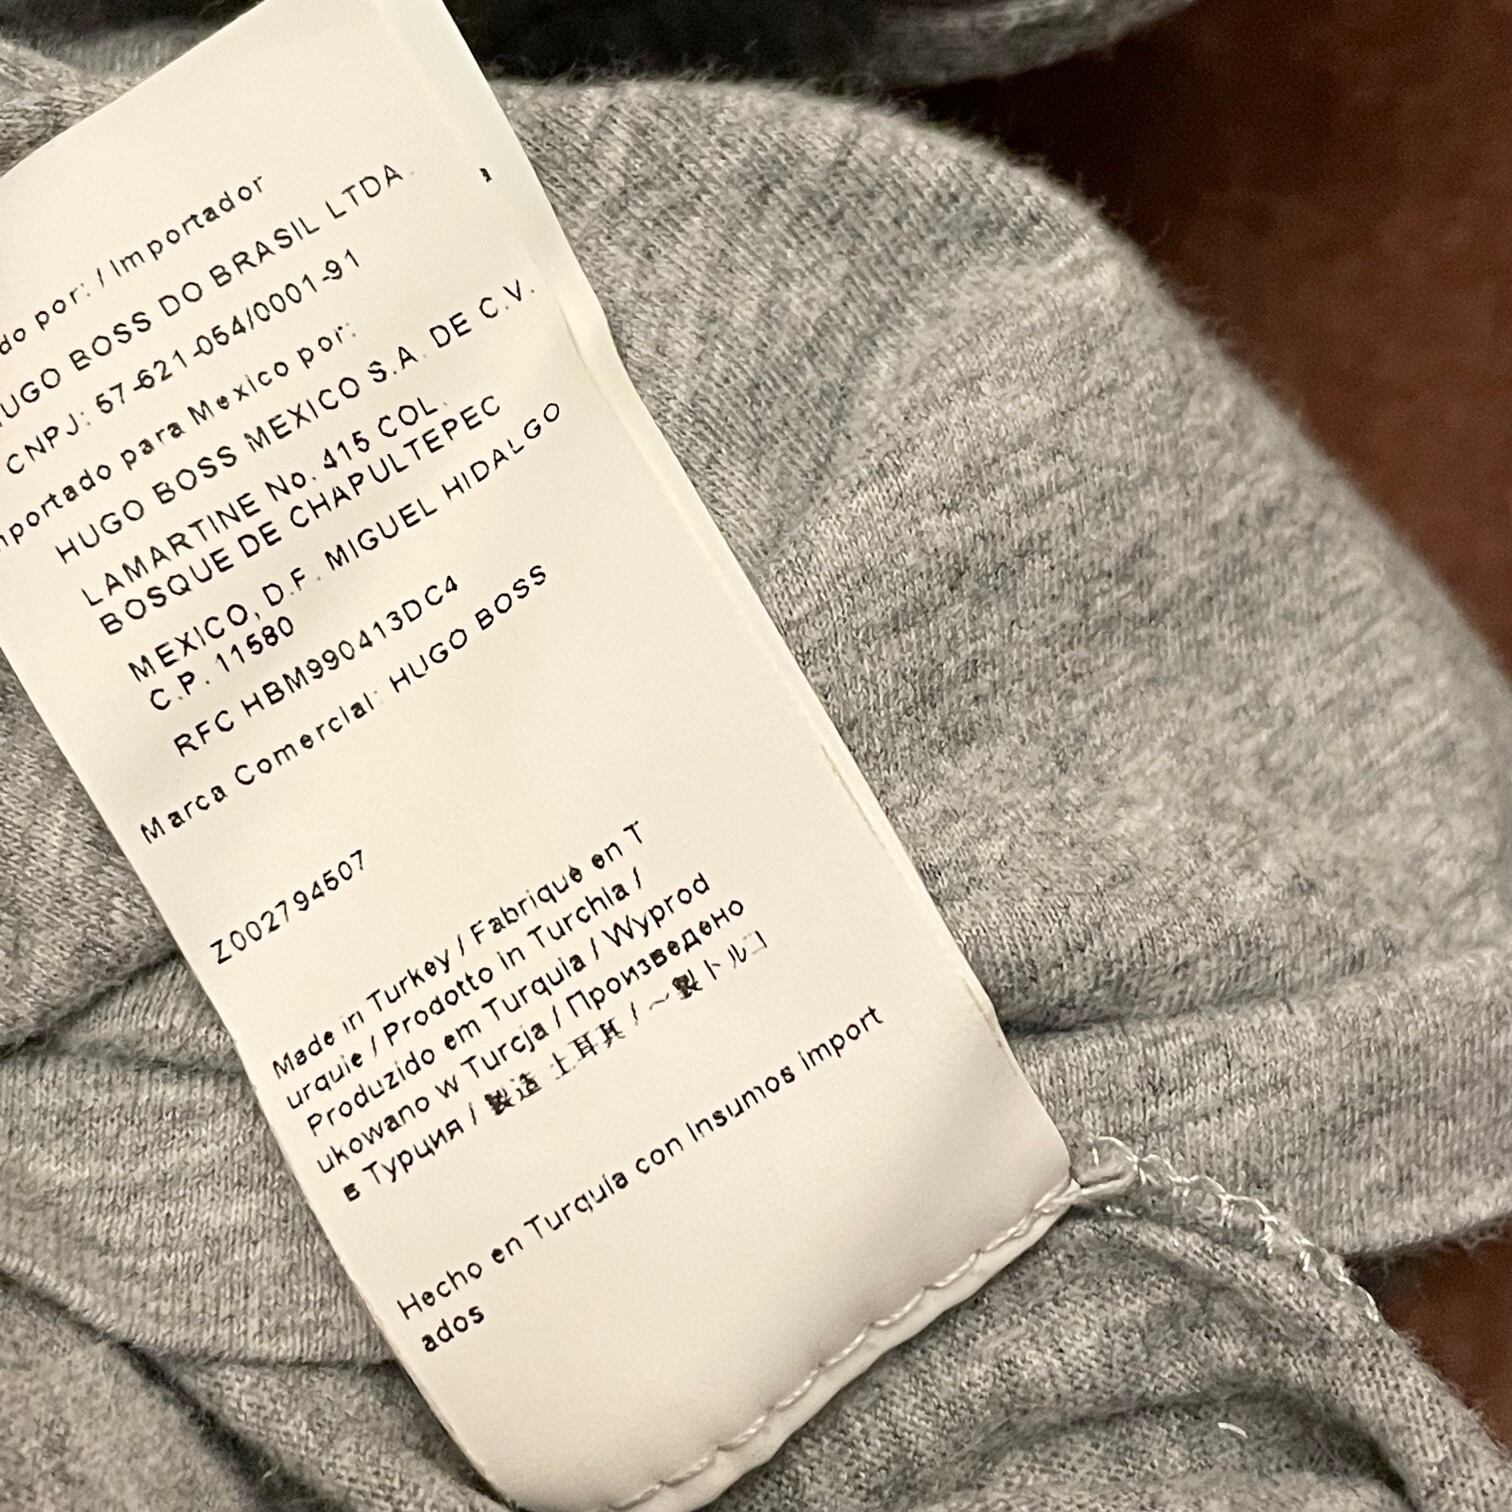 do por: / Importador
UGO BOSS DO BRASIL LTDA.
CNPJ: 57-621-054/0001-91
mportado para Mexico por:
HUGO BOSS MEXICO S.A. DE C.V.
LAMARTINE No. 415 COL.
BOSQUE DE CHAPULTEPEC
MEXICO, D.F. MIGUEL HIDALGO
C.P. 11580
RFC HBM990413DC4
Marca Comercial: HUGO BOSS
Z002794507
Made in Turkey / Fabriqué en T
urquie / Prodotto in Turchia /
Produzido em Turquia / Wyprod
ukowano w Turcja / Произведено
в Турция / 製造 土耳其 / ～製トルコ
Hecho en Turquia con Insumos import
ados